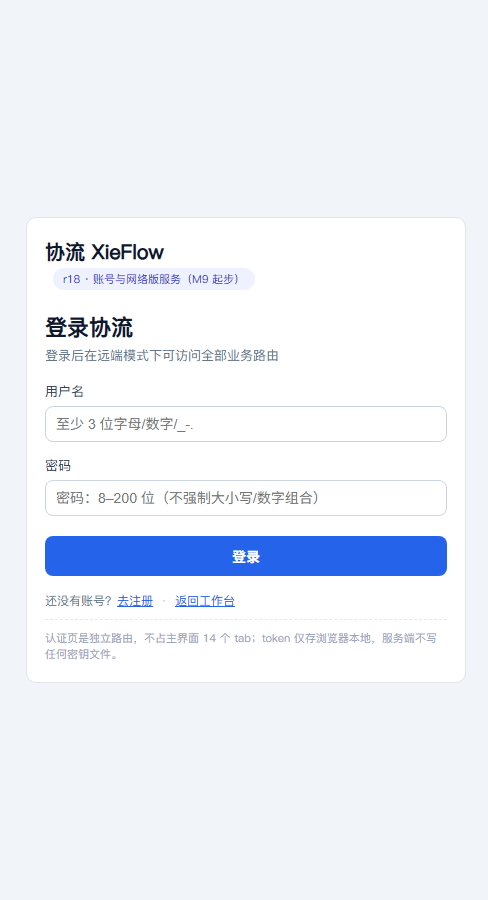 协流 XieFlow
r18 · 账号与网络版服务（M9 起步）
登录协流
登录后在远端模式下可访问全部业务路由
用户名
至少 3 位字母/数字/_-.
密码
密码：8–200 位（不强制大小写/数字组合）
登录
还没有账号？去注册 · 返回工作台
认证页是独立路由，不占主界面 14 个 tab；token 仅存浏览器本地，服务端不写
任何密钥文件。